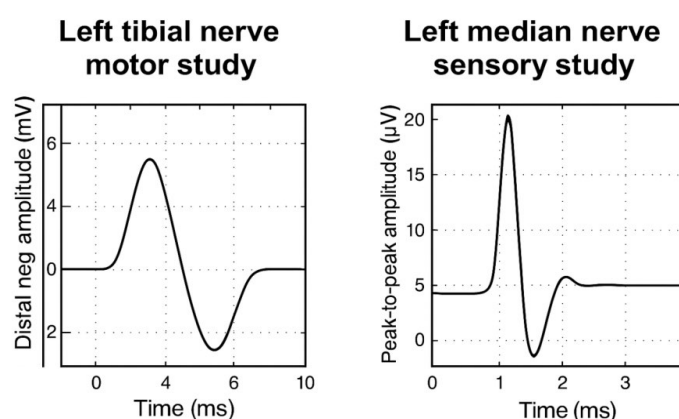 Left tibial nerve
motor study
Left median nerve
sensory study
Distal neg amplitude (mV)
6
4
2
0
2
0
4
6
10
Time (ms)
Peak-to-peak amplitude (µV)
20
15
10
5
0
0
1
2
3
Time (ms)